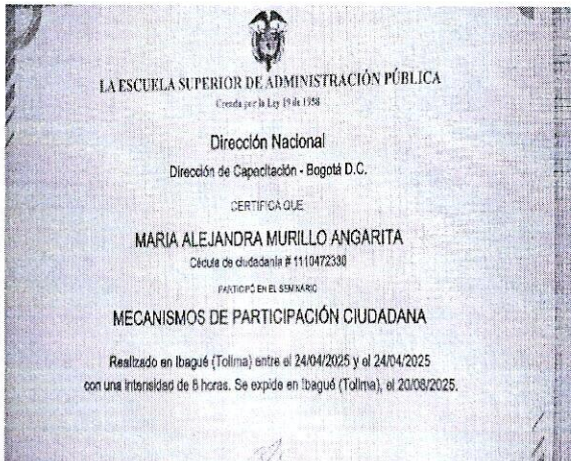 LA ESCUELA SUPERIOR DE ADMINISTRACIÓN PÚBLICA
Creada por la Ley 19 de 1958
Dirección Nacional
Dirección de Capacitación - Bogotá D.C.
CERTIFICA QUE
MARIA ALEJANDRA MURILLO ANGARITA
Cédula de ciudadanía # 1110472338
PARTICIPÓ EN EL SEMINARIO
MECANISMOS DE PARTICIPACIÓN CIUDADANA
Realizado en Ibagué (Tolima) entre el 24/04/2025 y el 24/04/2025
con una intensidad de 8 horas. Se expide en Ibagué (Tolima), el 20/08/2025.